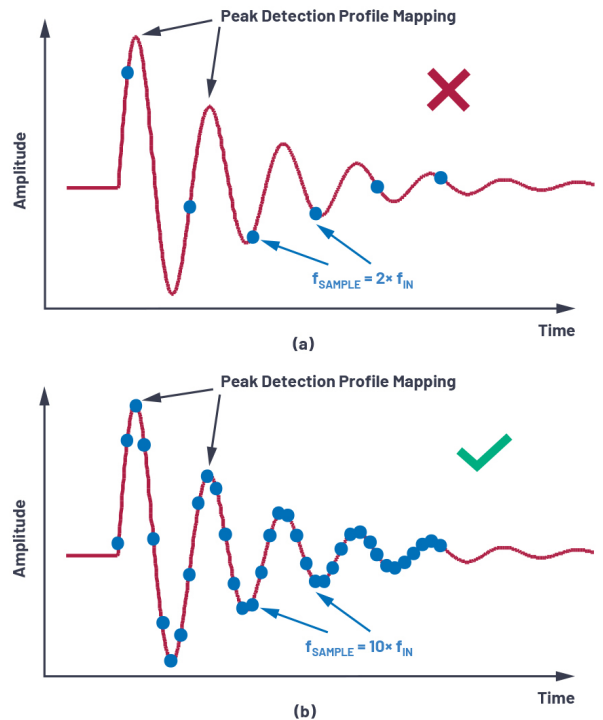 Peak Detection Profile Mapping
Amplitude
fSAMPLE = 2× fIN
Time
(a)
Peak Detection Profile Mapping
Amplitude
fSAMPLE = 10× fIN
Time
(b)